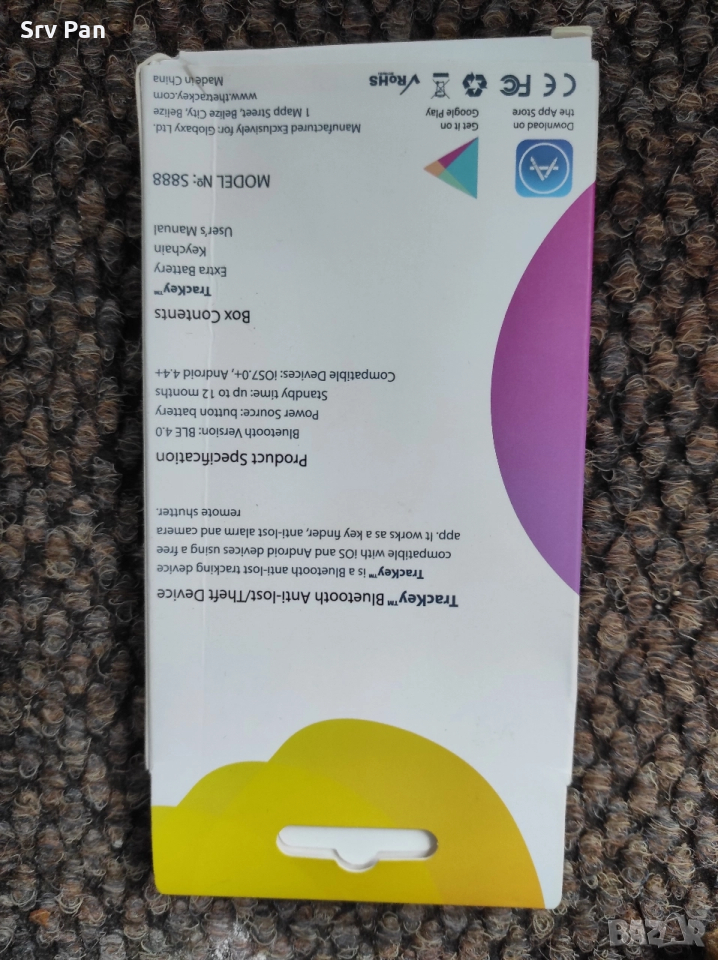 Srv Pan
TracKey™ Bluetooth Anti-lost/Theft Device
TracKey™ is a Bluetooth anti-lost tracking device
compatible with iOS and Android devices using a free
app. It works as a key finder, anti-lost alarm and camera
remote shutter.
Product Specification
Bluetooth Version: BLE 4.0
Power Source: button battery
Standby time: up to 12 months
Compatible Devices: iOS7.0+, Android 4.4+
Box Contents
TracKey™
Extra Battery
Keychain
User's Manual
MODEL Nº: S888
Manufactured Exclusively for: Globaxy Ltd.
1 Mapp Street, Belize City, Belize
www.thetrackey.com
Made in China
Download on
the App Store
Get it on
Google Play
CE FC RoHS
BAZAR